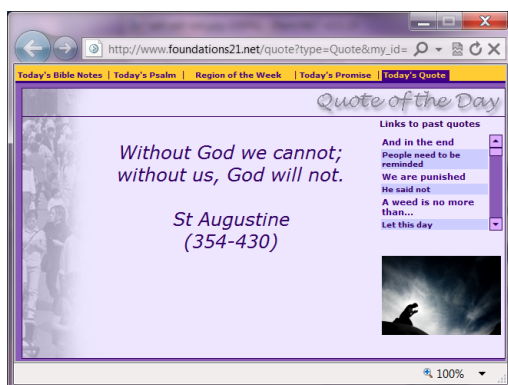 http://www.foundations21.net/quote?type=Quote&my_id=
Today's Bible Notes | Today's Psalm | Region of the Week | Today's Promise | Today's Quote
Quote of the Day
Without God we cannot;
without us, God will not.
St Augustine
(354-430)
Links to past quotes
And in the end
People need to be
reminded
We are punished
He said not
A weed is no more
than...
Let this day
100%